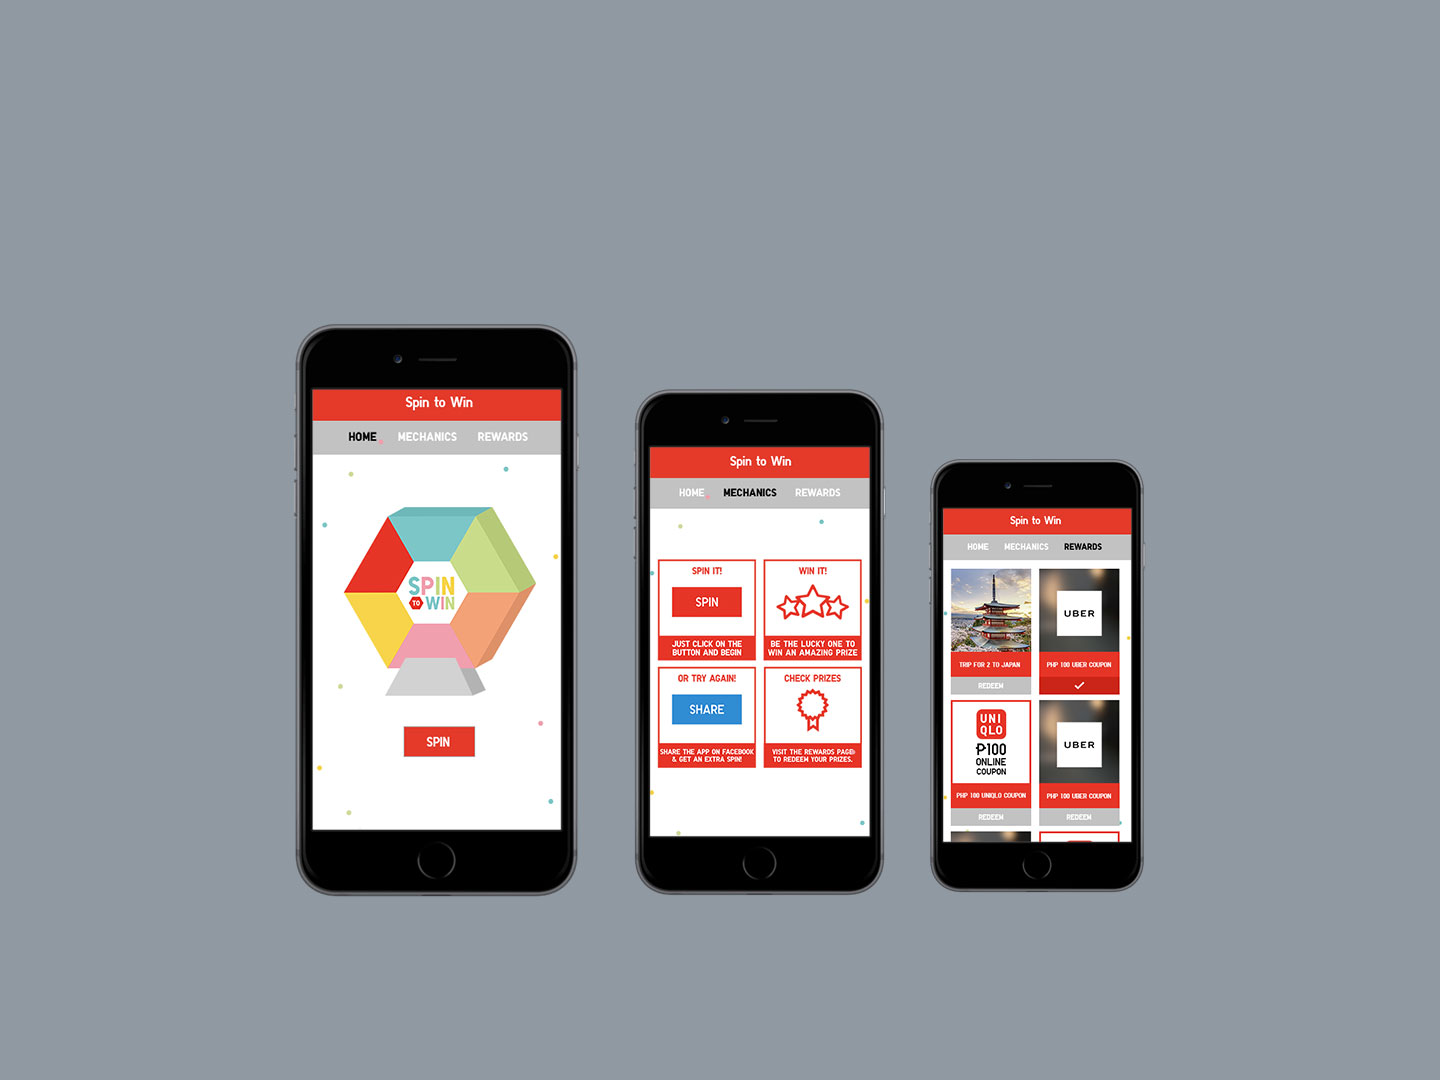 Spin to Win
HOME MECHANICS REWARDS
SPIN
TO WIN
SPIN
Spin to Win
HOME MECHANICS REWARDS
SPIN IT!
SPIN
JUST CLICK ON THE
BUTTON AND BEGIN
WIN IT!
BE THE LUCKY ONE TO
WIN AN AMAZING PRIZE
OR TRY AGAIN!
SHARE
SHARE THE APP ON FACEBOOK
& GET AN EXTRA SPIN!
CHECK PRIZES
VISIT THE REWARDS PAGE
TO REDEEM YOUR PRIZES.
Spin to Win
HOME MECHANICS REWARDS
TRIP FOR 2 TO JAPAN
REDEEM
UBER
PHP 100 UBER COUPON
UNI
QLO
₱100
ONLINE
COUPON
PHP 100 UNIQLO COUPON
REDEEM
UBER
PHP 100 UBER COUPON
REDEEM